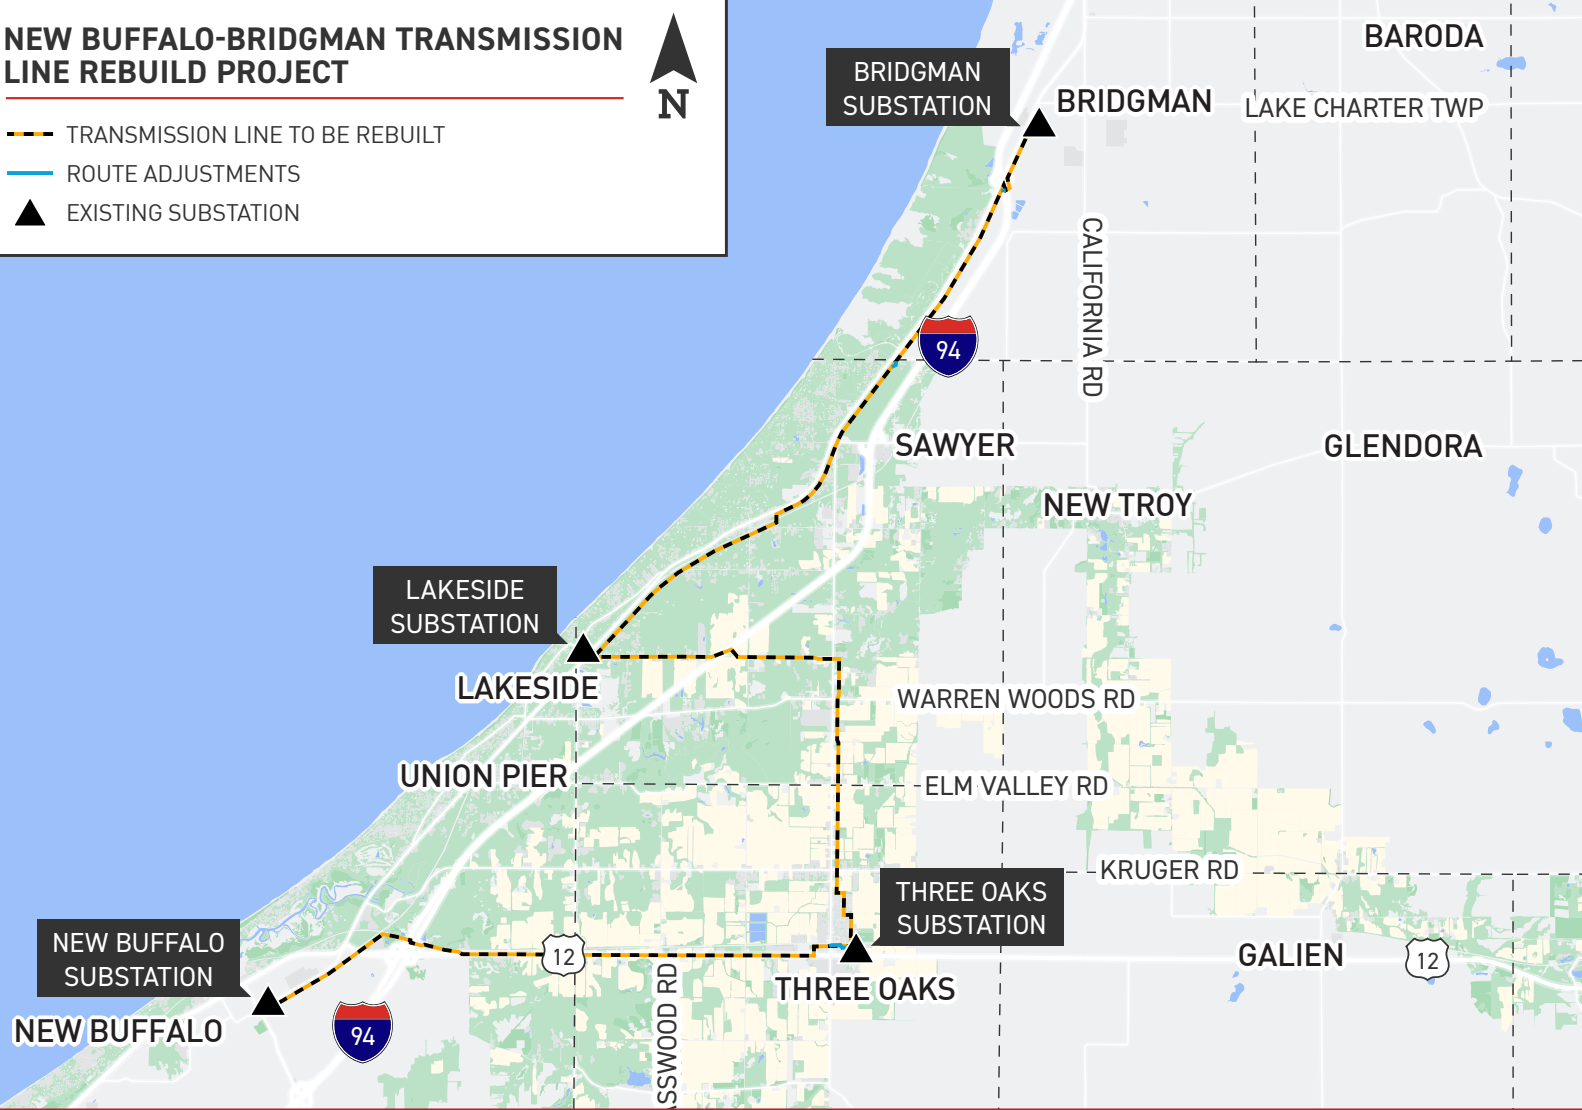 NEW BUFFALO-BRIDGMAN TRANSMISSION
LINE REBUILD PROJECT
N
TRANSMISSION LINE TO BE REBUILT
ROUTE ADJUSTMENTS
EXISTING SUBSTATION
BARODA
BRIDGMAN
SUBSTATION
BRIDGMAN
LAKE CHARTER TWP
CALIFORNIA RD
94
SAWYER
GLENDORA
NEW TROY
LAKESIDE
SUBSTATION
LAKESIDE
WARREN WOODS RD
UNION PIER
ELM VALLEY RD
KRUGER RD
THREE OAKS
SUBSTATION
NEW BUFFALO
SUBSTATION
12
GALIEN
12
THREE OAKS
ASSWOOD RD
NEW BUFFALO
94